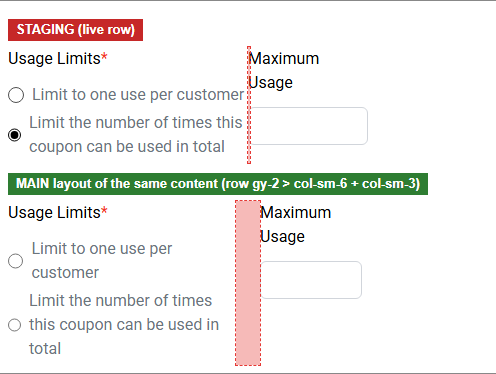 STAGING (live row)
Usage Limits* Maximum
Usage
Limit to one use per customer
Limit the number of times this
coupon can be used in total
MAIN layout of the same content (row gy-2 > col-sm-6 + col-sm-3)
Usage Limits* Maximum
Usage
Limit to one use per
customer
Limit the number of times
this coupon can be used in
total